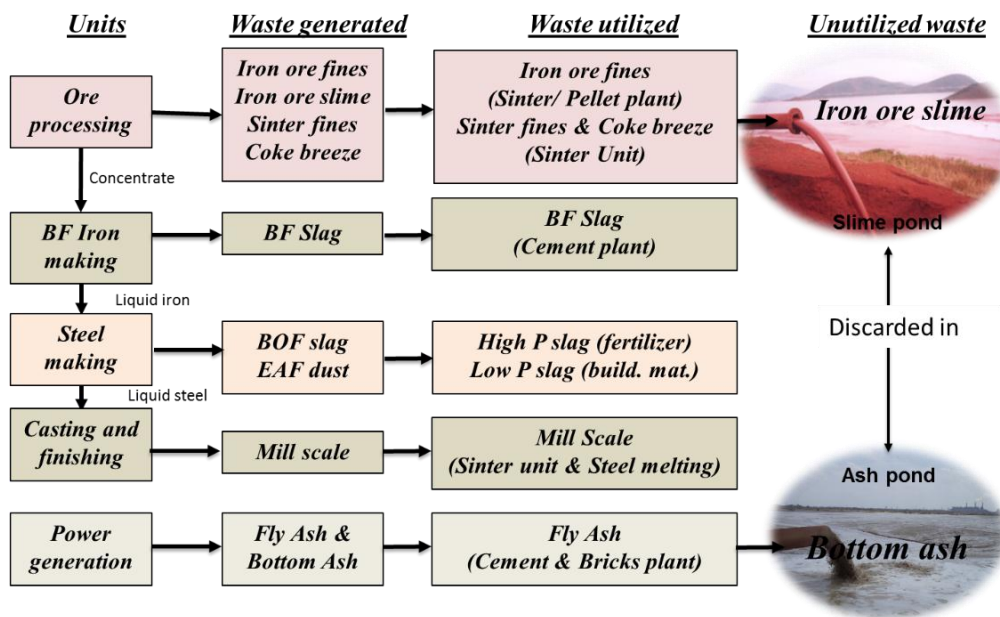 Units
Waste generated
Waste utilized
Unutilized waste
Ore
processing
Iron ore fines
Iron ore slime
Sinter fines
Coke breeze
Iron ore fines
(Sinter/ Pellet plant)
Sinter fines & Coke breeze
(Sinter Unit)
Iron ore slime
Slime pond
Concentrate
BF Iron
making
BF Slag
BF Slag
(Cement plant)
Liquid iron
Discarded in
Steel
making
BOF slag
EAF dust
High P slag (fertilizer)
Low P slag (build. mat.)
Liquid steel
Casting and
finishing
Mill scale
Mill Scale
(Sinter unit & Steel melting)
Ash pond
Power
generation
Fly Ash &
Bottom Ash
Fly Ash
(Cement & Bricks plant)
Bottom ash